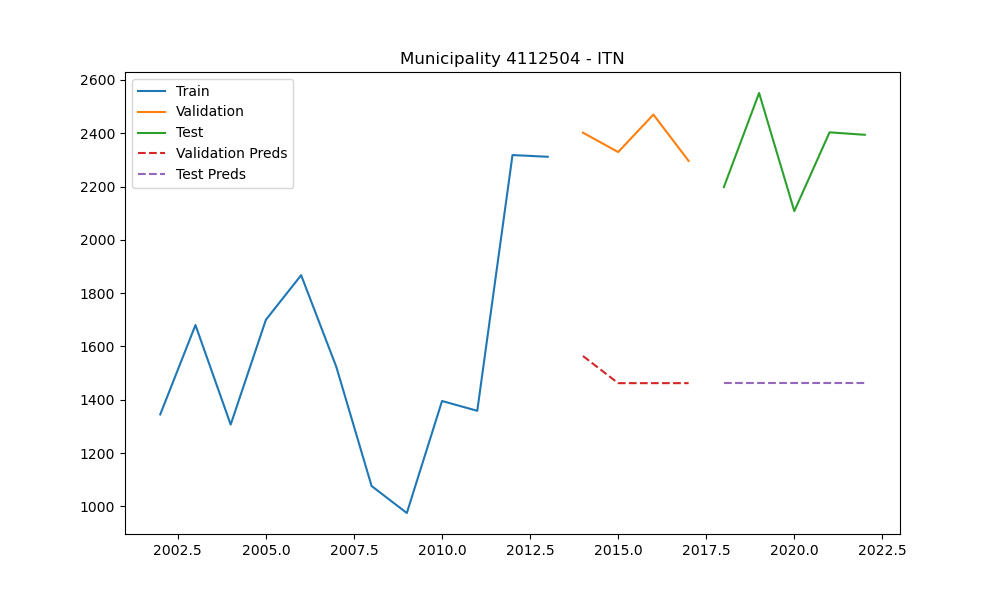 Municipality 4112504 - ITN
Train
Validation
Test
Validation Preds
Test Preds
2600
2400
2200
2000
1800
1600
1400
1200
1000
2002.5 2005.0 2007.5 2010.0 2012.5 2015.0 2017.5 2020.0 2022.5